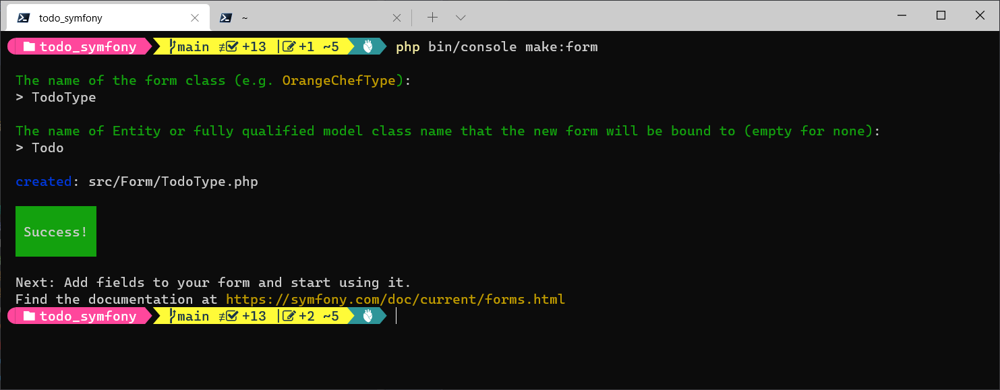 todo_symfony ~
todo_symfony main ≢ +13 | +1 ~5 php bin/console make:form
The name of the form class (e.g. OrangeChefType):
> TodoType
The name of Entity or fully qualified model class name that the new form will be bound to (empty for none):
> Todo
created: src/Form/TodoType.php
Success!
Next: Add fields to your form and start using it.
Find the documentation at https://symfony.com/doc/current/forms.html
todo_symfony main ≢ +13 | +2 ~5